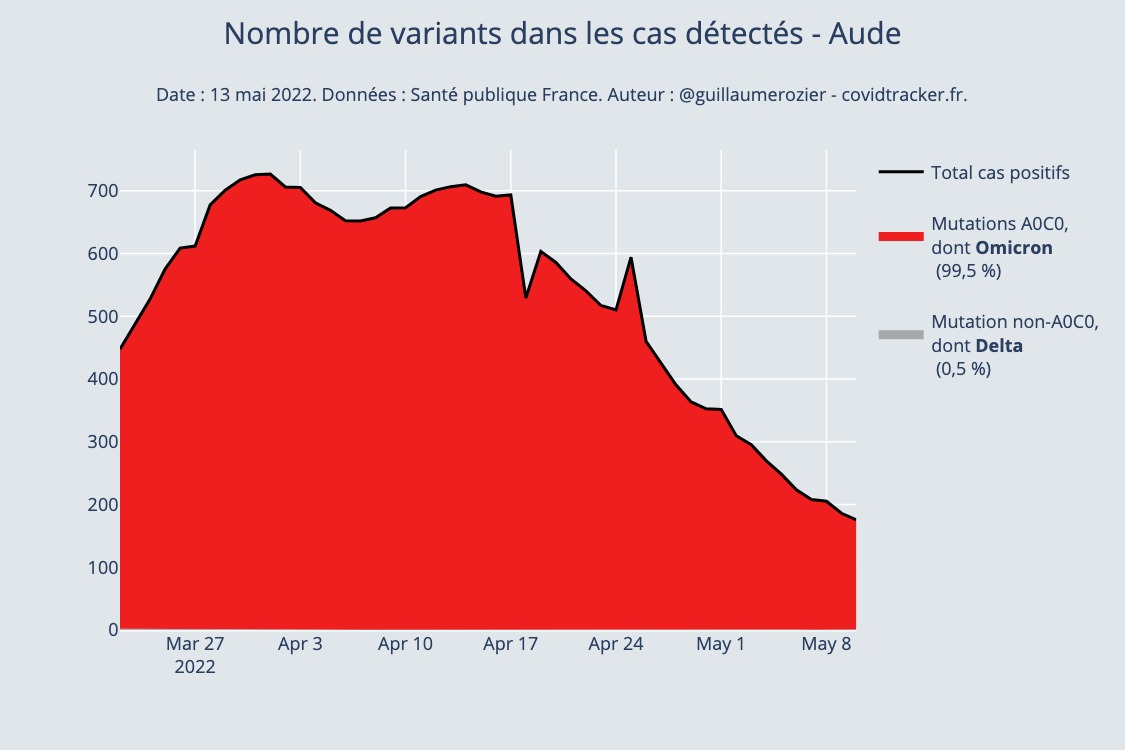 Nombre de variants dans les cas détectés - Aude
Date : 13 mai 2022. Données : Santé publique France. Auteur : @guillaumerozier - covidtracker.fr.
700
600
500
400
300
200
100
0
Mar 27
2022
Apr 3
Apr 10
Apr 17
Apr 24
May 1
May 8
Total cas positifs
Mutations A0C0,
dont Omicron
(99,5 %)
Mutation non-A0C0,
dont Delta
(0,5 %)